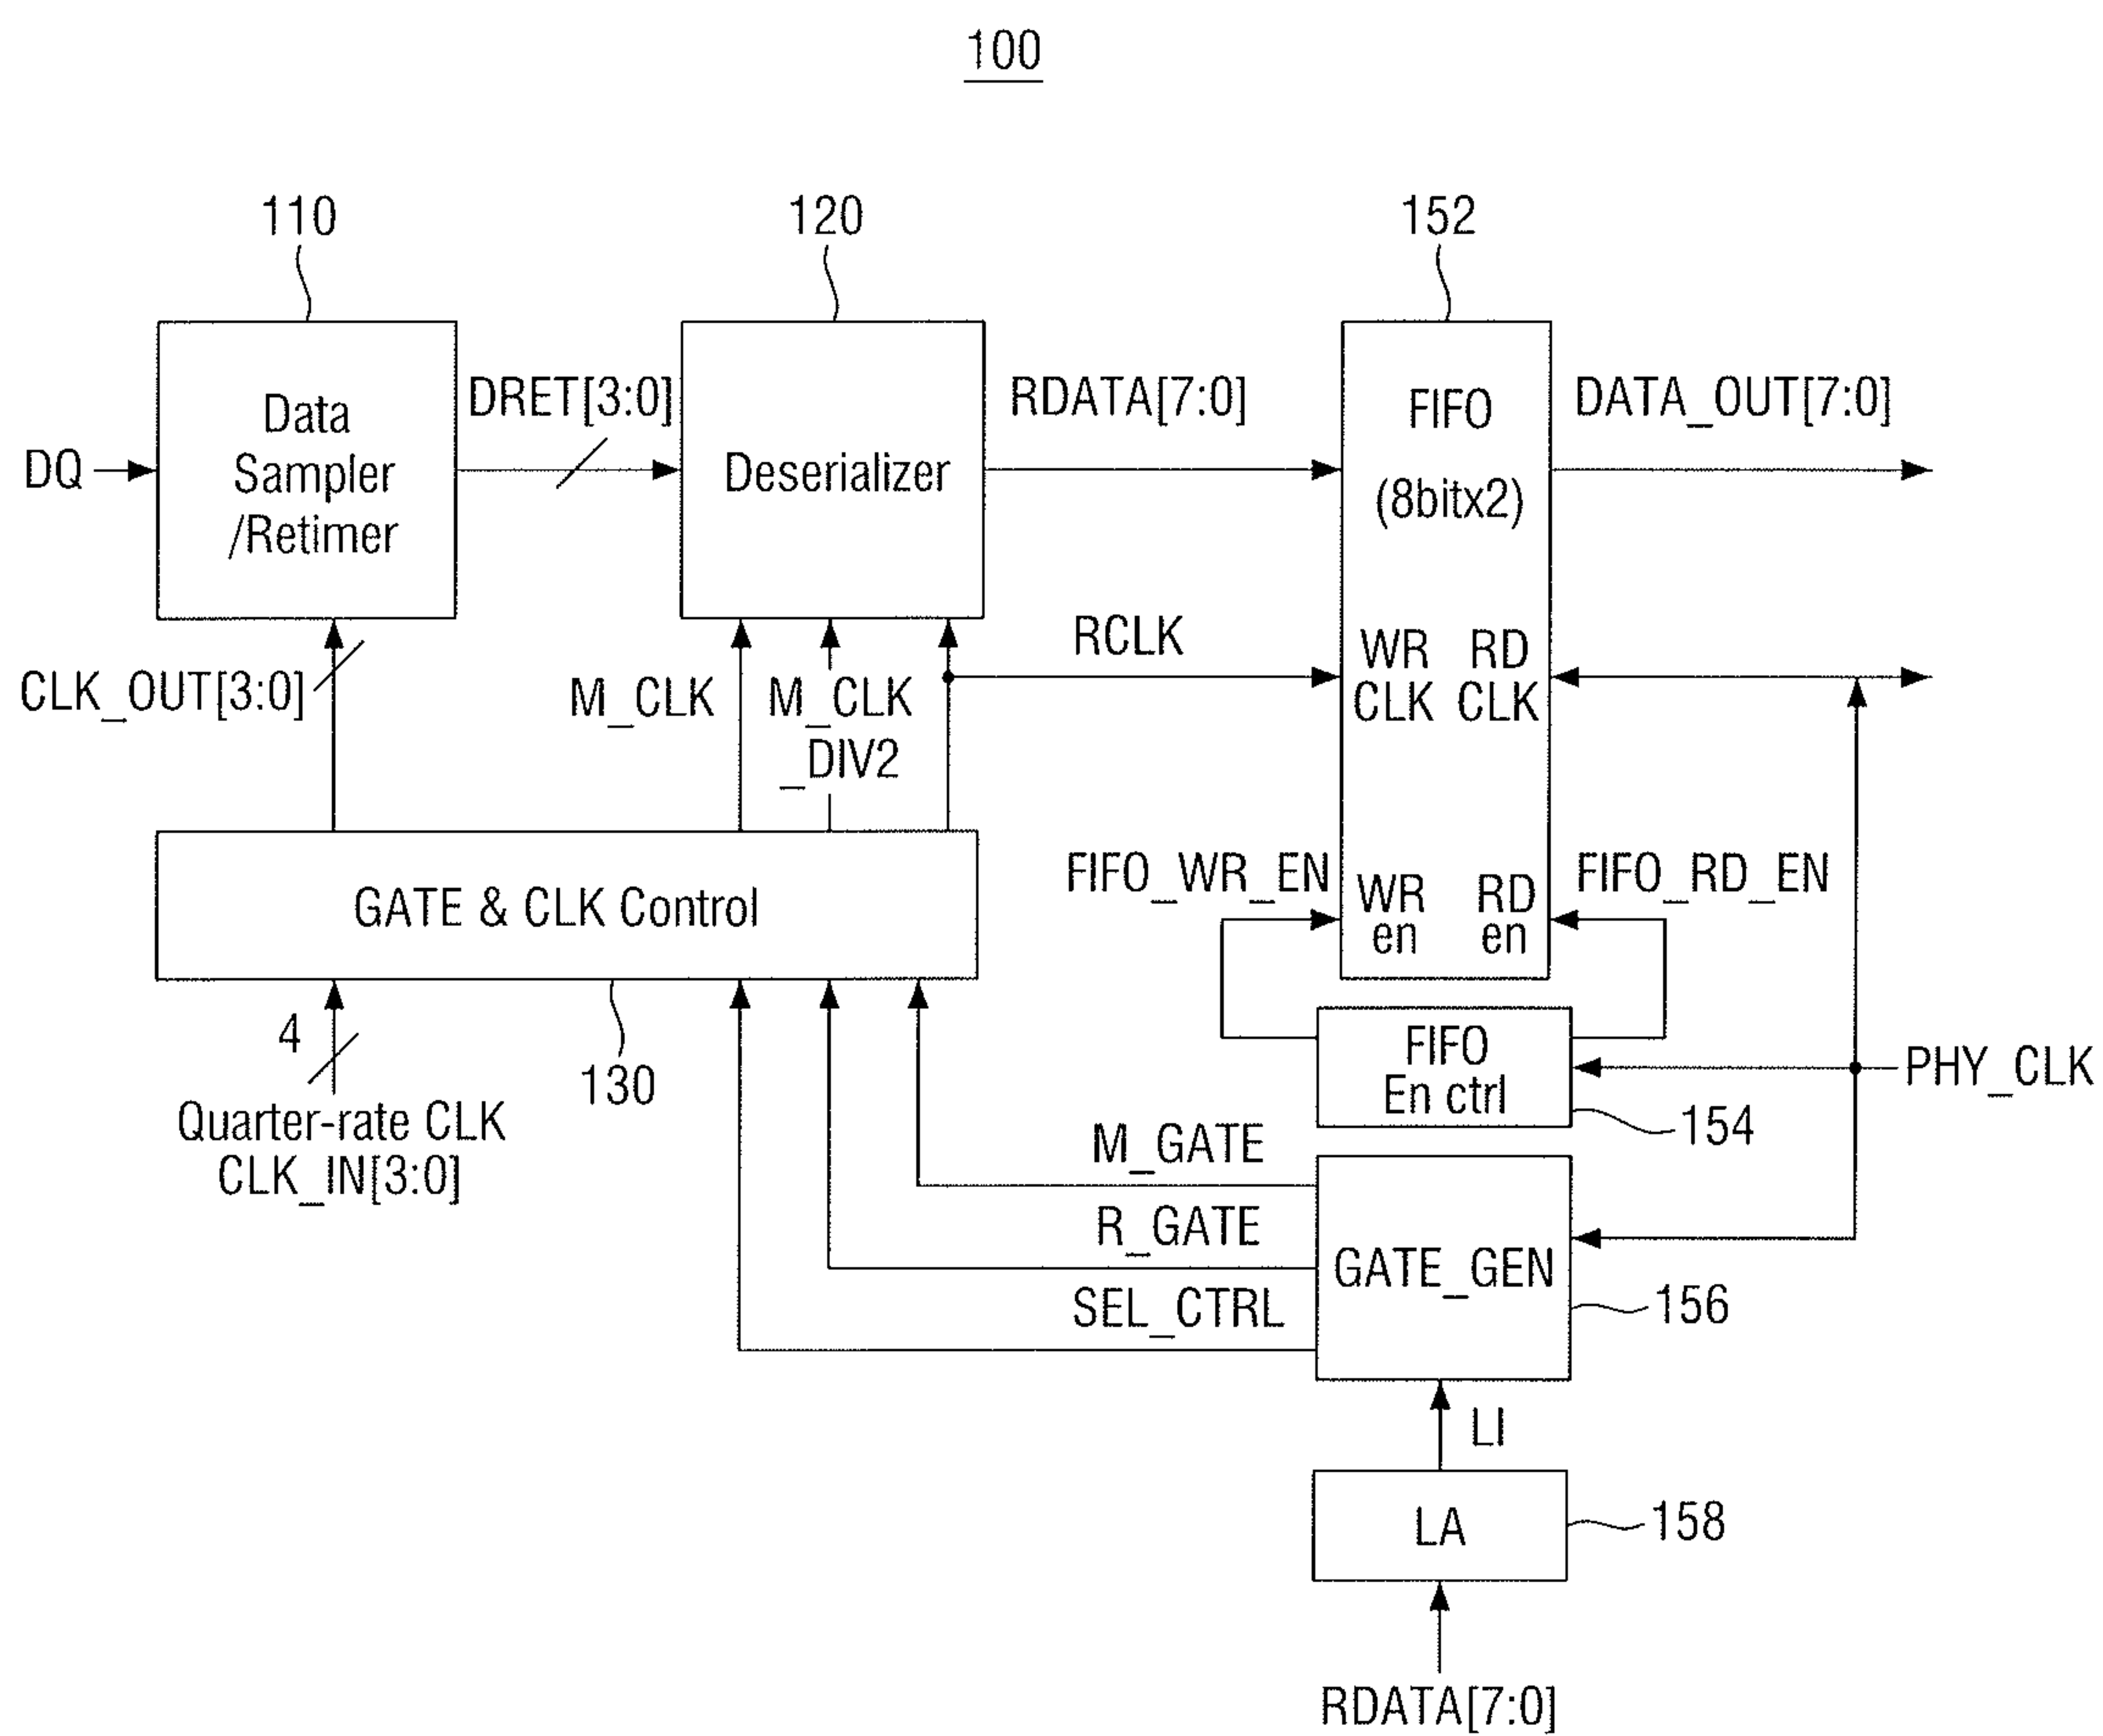 100
110
120
152
Data
Sampler
/Retimer
DQ
DRET[3:0]
Deserializer
RDATA[7:0]
FIFO
(8bitx2)
DATA_OUT[7:0]
CLK_OUT[3:0]
M_CLK
M_CLK
_DIV2
RCLK
WR
CLK
RD
CLK
GATE & CLK Control
FIFO_WR_EN
WR
en
RD
en
FIFO_RD_EN
4
Quarter-rate CLK
CLK_IN[3:0]
130
FIFO
En ctrl
PHY_CLK
154
M_GATE
R_GATE
SEL_CTRL
GATE_GEN
156
LI
LA
158
RDATA[7:0]